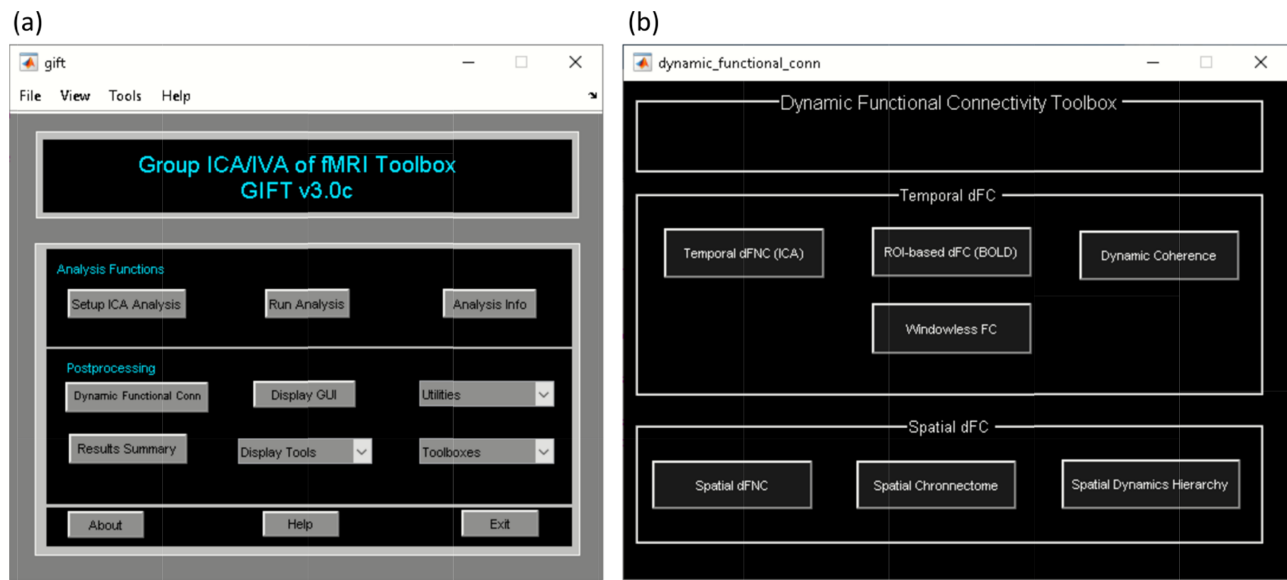 (a)
gift
File View Tools Help
Group ICA/IVA of fMRI Toolbox
GIFT v3.0c
Analysis Functions
Setup ICA Analysis Run Analysis Analysis Info
Postprocessing
Dynamic Functional Conn Display GUI Utilities
Results Summary Display Tools Toolboxes
About Help Exit
(b)
dynamic_functional_conn
Dynamic Functional Connectivity Toolbox
Temporal dFC
Temporal dFNC (ICA) ROI-based dFC (BOLD) Dynamic Coherence
Windowless FC
Spatial dFC
Spatial dFNC Spatial Chronnectome Spatial Dynamics Hierarchy